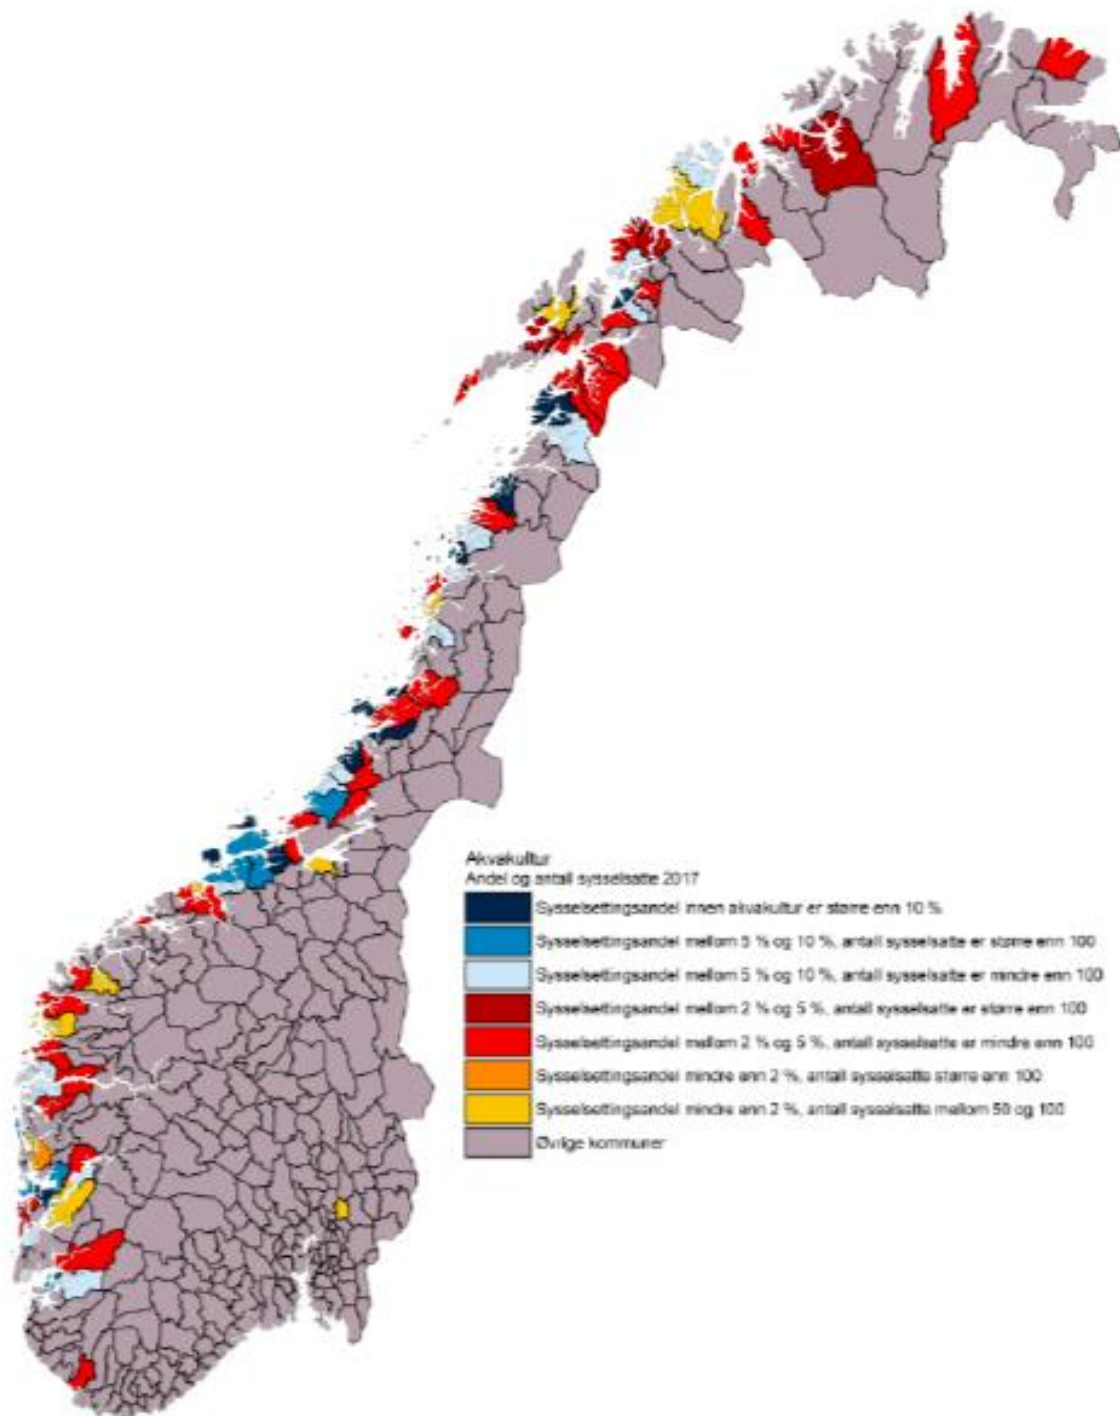 Akvakultur
Andel og antall sysselsatte 2017
Sysselsettingsandel innen akvakultur er større enn 10 %
Sysselsettingsandel mellom 5 % og 10 %, antall sysselsatte er større enn 100
Sysselsettingsandel mellom 5 % og 10 %, antall sysselsatte er mindre enn 100
Sysselsettingsandel mellom 2 % og 5 %, antall sysselsatte er større enn 100
Sysselsettingsandel mellom 2 % og 5 %, antall sysselsatte er mindre enn 100
Sysselsettingsandel mindre enn 2 %, antall sysselsatte større enn 100
Sysselsettingsandel mindre enn 2 %, antall sysselsatte mellom 50 og 100
Øvrige kommuner